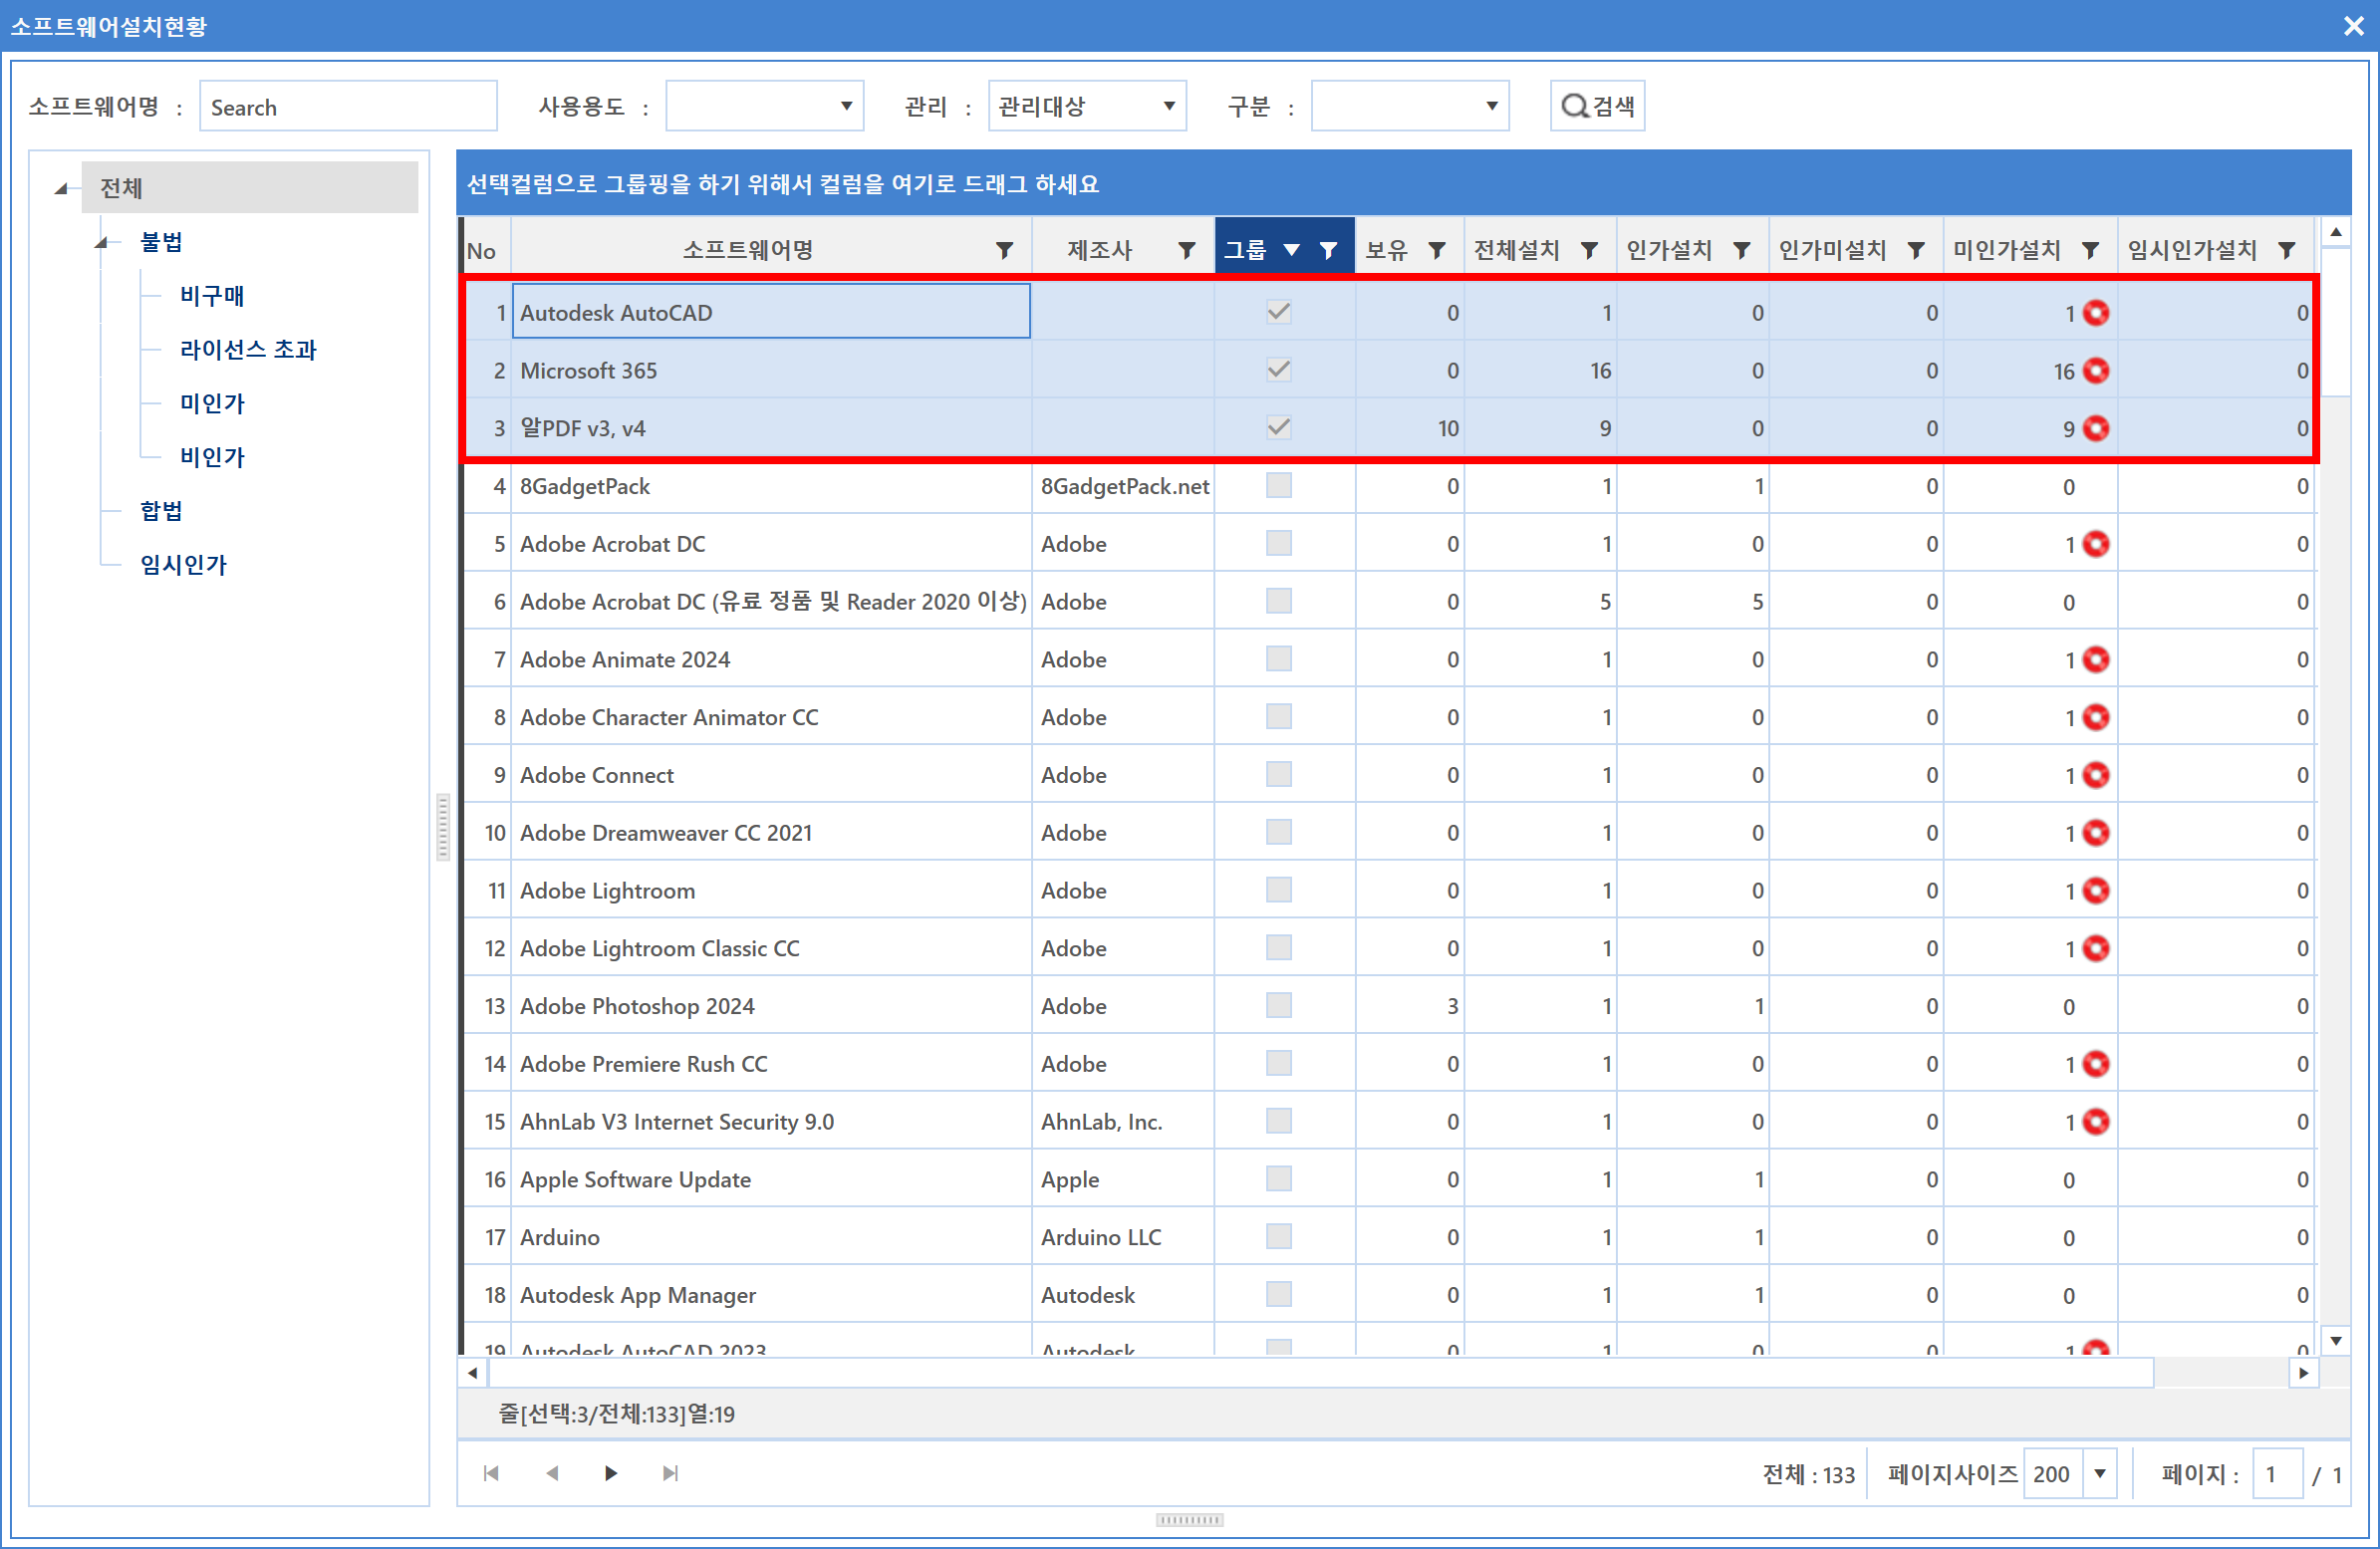 소프트웨어설치현황
소프트웨어명 : Search 사용용도 : 관리 : 관리대상 구분 : 검색
전체
불법
비구매
라이선스 초과
미인가
비인가
합법
임시인가
선택컬럼으로 그룹핑을 하기 위해서 컬럼을 여기로 드래그 하세요
No 소프트웨어명 제조사 그룹 보유 전체설치 인가설치 인가미설치 미인가설치 임시인가설치
1 Autodesk AutoCAD 0 1 0 0 1 0
2 Microsoft 365 0 16 0 0 16 0
3 알PDF v3, v4 10 9 0 0 9 0
4 8GadgetPack 8GadgetPack.net 0 1 1 0 0 0
5 Adobe Acrobat DC Adobe 0 1 0 0 1 0
6 Adobe Acrobat DC (유료 정품 및 Reader 2020 이상) Adobe 0 5 5 0 0 0
7 Adobe Animate 2024 Adobe 0 1 0 0 1 0
8 Adobe Character Animator CC Adobe 0 1 0 0 1 0
9 Adobe Connect Adobe 0 1 0 0 1 0
10 Adobe Dreamweaver CC 2021 Adobe 0 1 0 0 1 0
11 Adobe Lightroom Adobe 0 1 0 0 1 0
12 Adobe Lightroom Classic CC Adobe 0 1 0 0 1 0
13 Adobe Photoshop 2024 Adobe 3 1 1 0 0 0
14 Adobe Premiere Rush CC Adobe 0 1 0 0 1 0
15 AhnLab V3 Internet Security 9.0 AhnLab, Inc. 0 1 0 0 1 0
16 Apple Software Update Apple 0 1 1 0 0 0
17 Arduino Arduino LLC 0 1 1 0 0 0
18 Autodesk App Manager Autodesk 0 1 1 0 0 0
19 Autodesk AutoCAD 2023 Autodesk 0 1 0 0 1 0
줄[선택:3/전체:133]열:19
전체 : 133 페이지사이즈 200 페이지 : 1 / 1